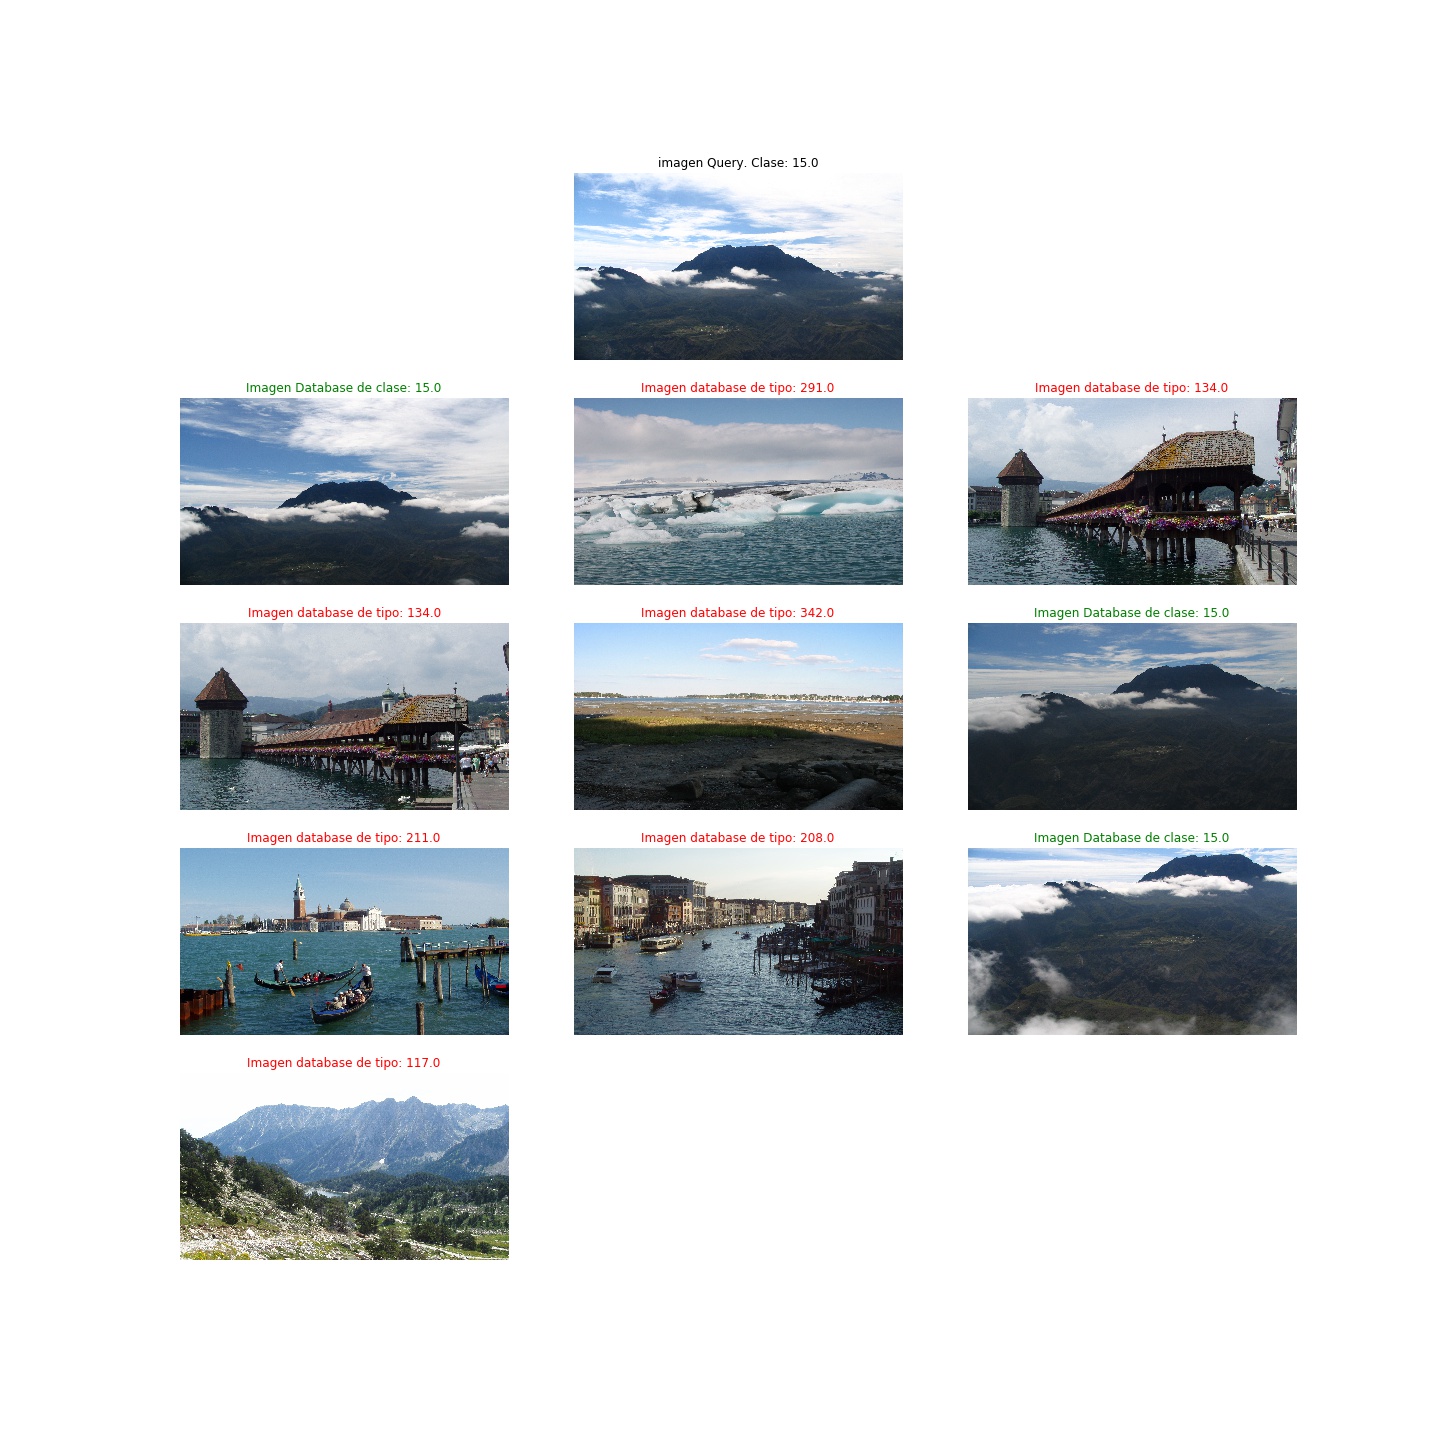 imagen Query. Clase: 15.0
Imagen Database de clase: 15.0
Imagen database de tipo: 291.0
Imagen database de tipo: 134.0
Imagen database de tipo: 134.0
Imagen database de tipo: 342.0
Imagen Database de clase: 15.0
Imagen database de tipo: 211.0
Imagen database de tipo: 208.0
Imagen Database de clase: 15.0
Imagen database de tipo: 117.0